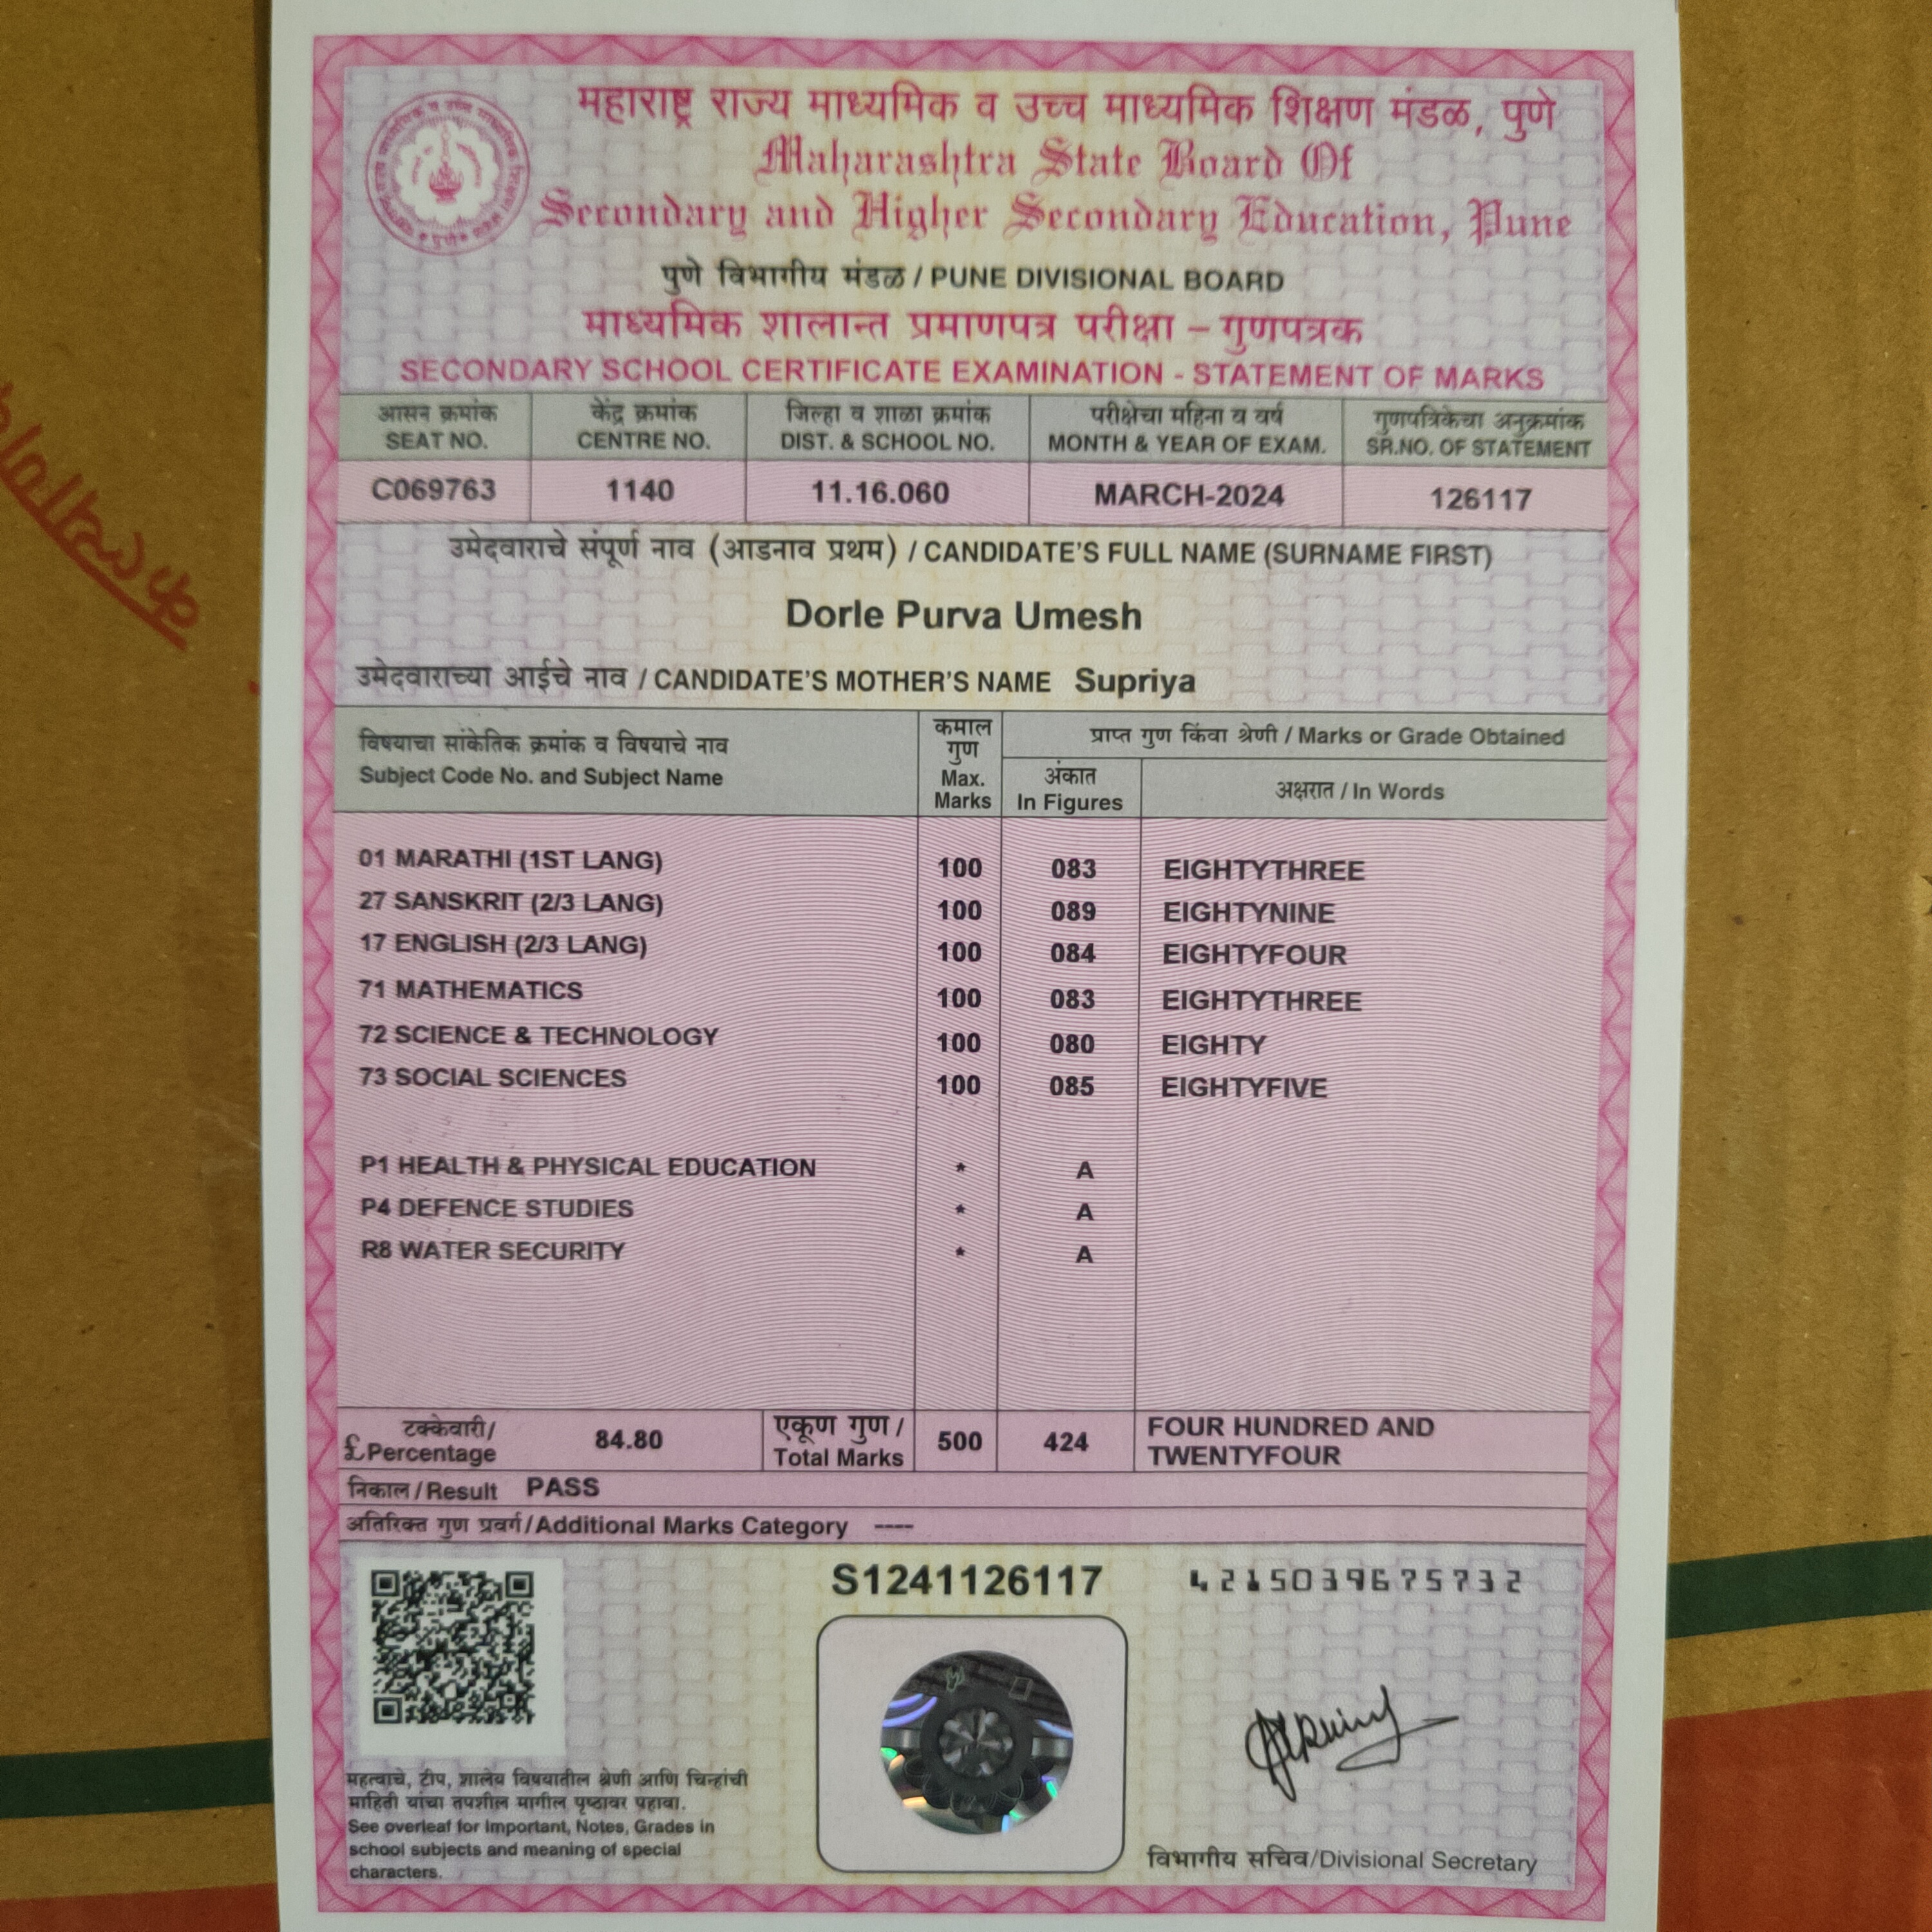 महाराष्ट्र राज्य माध्यमिक व उच्च माध्यमिक शिक्षण मंडळ, पुणे
Maharashtra State Board Of
Secondary and Higher Secondary Education, Pune
पुणे विभागीय मंडळ / PUNE DIVISIONAL BOARD
माध्यमिक शालान्त प्रमाणपत्र परीक्षा – गुणपत्रक
SECONDARY SCHOOL CERTIFICATE EXAMINATION - STATEMENT OF MARKS
आसन क्रमांक केंद्र क्रमांक जिल्हा व शाळा क्रमांक परीक्षेचा महिना व वर्ष गुणपत्रिकेचा अनुक्रमांक
SEAT NO. CENTRE NO. DIST. & SCHOOL NO. MONTH & YEAR OF EXAM. SR.NO. OF STATEMENT
C069763 1140 11.16.060 MARCH-2024 126117
उमेदवाराचे संपूर्ण नाव (आडनाव प्रथम) / CANDIDATE'S FULL NAME (SURNAME FIRST)
Dorle Purva Umesh
उमेदवाराच्या आईचे नाव / CANDIDATE'S MOTHER'S NAME Supriya
विषयाचा सांकेतिक क्रमांक व विषयाचे नाव
Subject Code No. and Subject Name
कमाल
गुण
Max.
Marks
प्राप्त गुण किंवा श्रेणी / Marks or Grade Obtained
अंकात
In Figures
अक्षरात / In Words
01 MARATHI (1ST LANG) 100 083 EIGHTYTHREE
27 SANSKRIT (2/3 LANG) 100 089 EIGHTYNINE
17 ENGLISH (2/3 LANG) 100 084 EIGHTYFOUR
71 MATHEMATICS 100 083 EIGHTYTHREE
72 SCIENCE & TECHNOLOGY 100 080 EIGHTY
73 SOCIAL SCIENCES 100 085 EIGHTYFIVE
P1 HEALTH & PHYSICAL EDUCATION * A
P4 DEFENCE STUDIES * A
R8 WATER SECURITY * A
टक्केवारी/
£ Percentage
84.80
एकूण गुण /
Total Marks
500 424
FOUR HUNDRED AND
TWENTYFOUR
निकाल / Result PASS
अतिरिक्त गुण प्रवर्ग/Additional Marks Category ----
S1241126117
4215039675732
महत्वाचे, टीप, शालेय विषयातील श्रेणी आणि चिन्हांची
माहिती यांचा तपशील मागील पृष्ठावर पहावा.
See overleaf for Important, Notes, Grades in
school subjects and meaning of special
characters.
विभागीय सचिव/Divisional Secretary